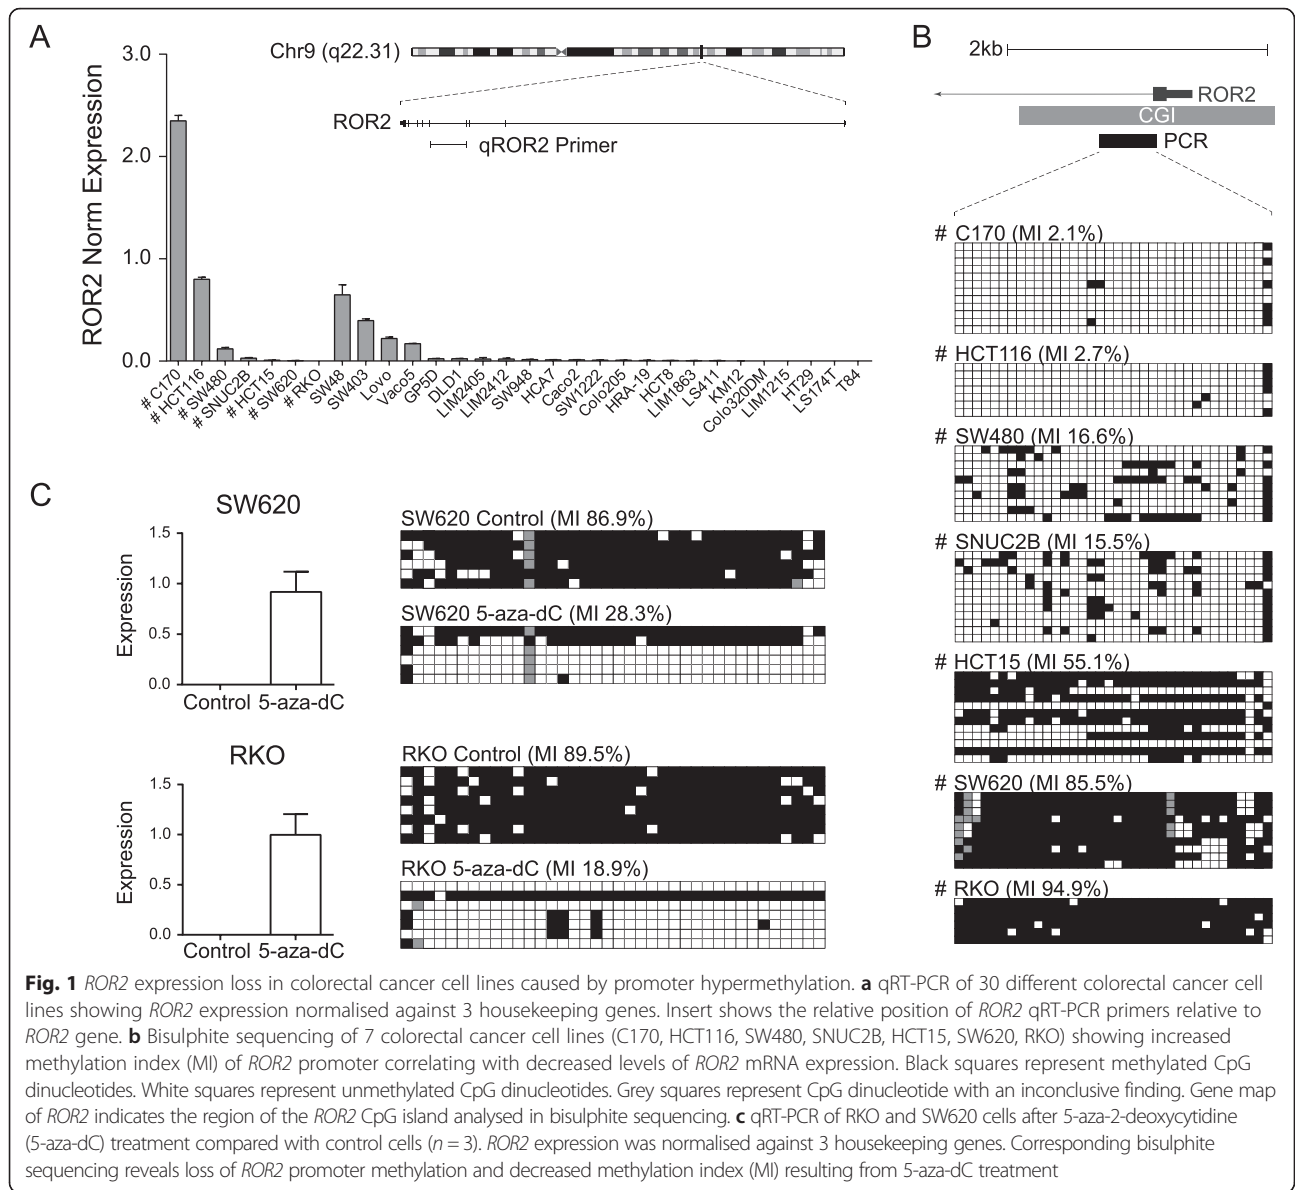 A
3.0
2.0
1.0
0.0
ROR2 Norm Expression
Chr9 (q22.31)
ROR2
qROR2 Primer
# C170
# HCT116
# SW480
# SNUC2B
# HCT15
# SW620
# RKO
SW48
SW403
Lovo
Vaco5
GP5D
DLD1
LIM2405
LIM2412
SW948
HCA7
Caco2
SW1222
Colo205
HRA-19
HCT8
LIM1863
LS411
KM12
Colo320DM
LIM1215
HT29
LS174T
T84
B
2kb
ROR2
CGI
PCR
# C170 (MI 2.1%)
# HCT116 (MI 2.7%)
# SW480 (MI 16.6%)
# SNUC2B (MI 15.5%)
# HCT15 (MI 55.1%)
# SW620 (MI 85.5%)
# RKO (MI 94.9%)
C
SW620
1.5
1.0
0.5
0.0
Expression
Control 5-aza-dC
SW620 Control (MI 86.9%)
SW620 5-aza-dC (MI 28.3%)
RKO
1.5
1.0
0.5
0.0
Expression
Control 5-aza-dC
RKO Control (MI 89.5%)
RKO 5-aza-dC (MI 18.9%)
Fig. 1 ROR2 expression loss in colorectal cancer cell lines caused by promoter hypermethylation. a qRT-PCR of 30 different colorectal cancer cell
lines showing ROR2 expression normalised against 3 housekeeping genes. Insert shows the relative position of ROR2 qRT-PCR primers relative to
ROR2 gene. b Bisulphite sequencing of 7 colorectal cancer cell lines (C170, HCT116, SW480, SNUC2B, HCT15, SW620, RKO) showing increased
methylation index (MI) of ROR2 promoter correlating with decreased levels of ROR2 mRNA expression. Black squares represent methylated CpG
dinucleotides. White squares represent unmethylated CpG dinucleotides. Grey squares represent CpG dinucleotide with an inconclusive finding. Gene map
of ROR2 indicates the region of the ROR2 CpG island analysed in bisulphite sequencing. c qRT-PCR of RKO and SW620 cells after 5-aza-2-deoxycytidine
(5-aza-dC) treatment compared with control cells (n = 3). ROR2 expression was normalised against 3 housekeeping genes. Corresponding bisulphite
sequencing reveals loss of ROR2 promoter methylation and decreased methylation index (MI) resulting from 5-aza-dC treatment